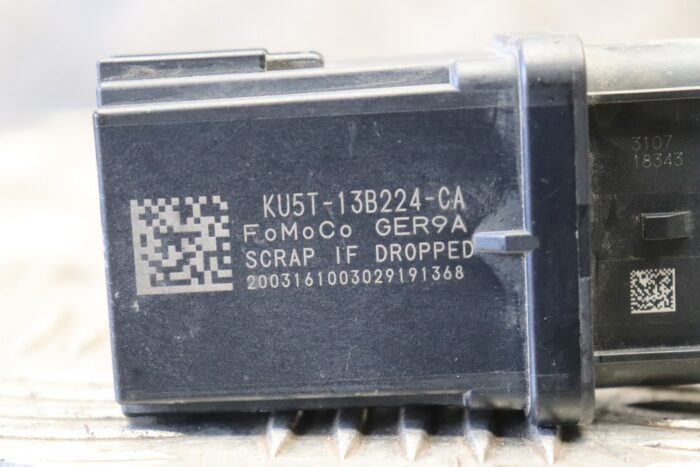 KU5T-13B224-CA
FoMoCo GER9A
SCRAP IF DROPPED
2003161003029191368
3107
18343